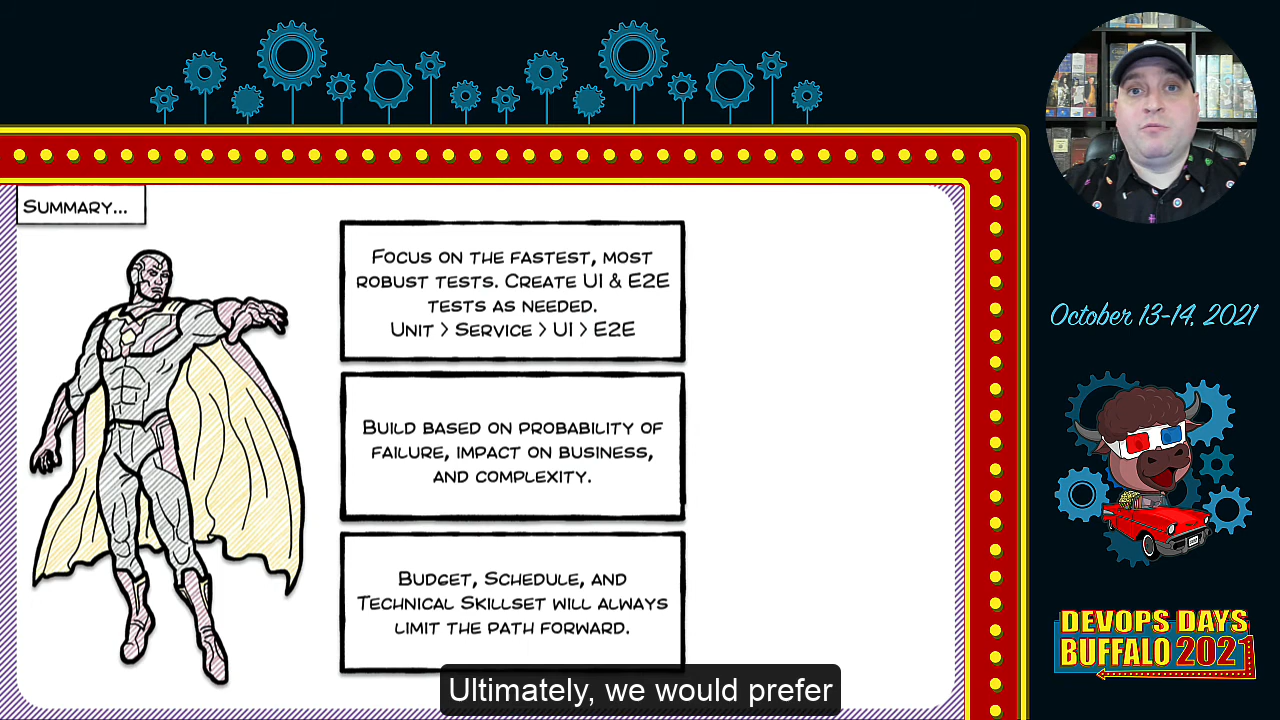 Summary...
Focus on the fastest, most
robust tests. Create UI & E2E
tests as needed.
Unit > Service > UI > E2E
Build based on probability of
failure, impact on business,
and complexity.
Budget, Schedule, and
Technical Skillset will always
limit the path forward.
Ultimately, we would prefer
October 13-14, 2021
DEVOPS DAYS
BUFFALO 2021